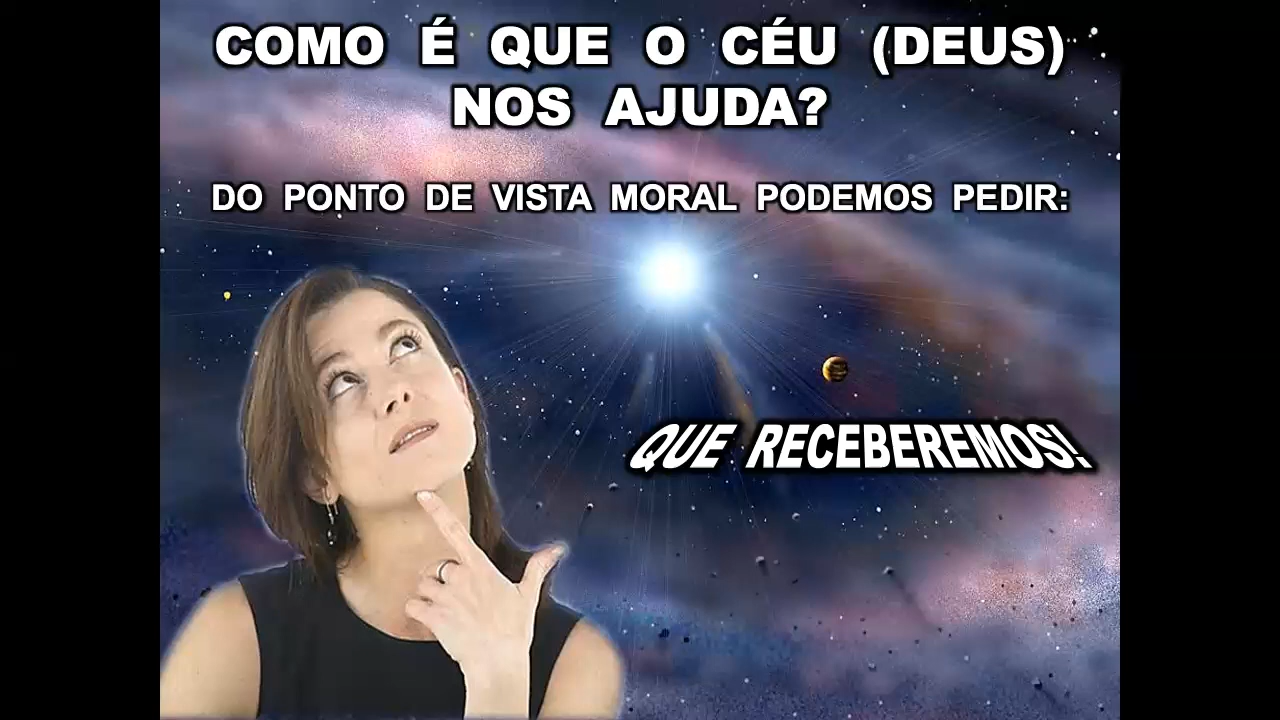 COMO É QUE O CÉU (DEUS)
NOS AJUDA?
DO PONTO DE VISTA MORAL PODEMOS PEDIR:
QUE RECEBEREMOS!